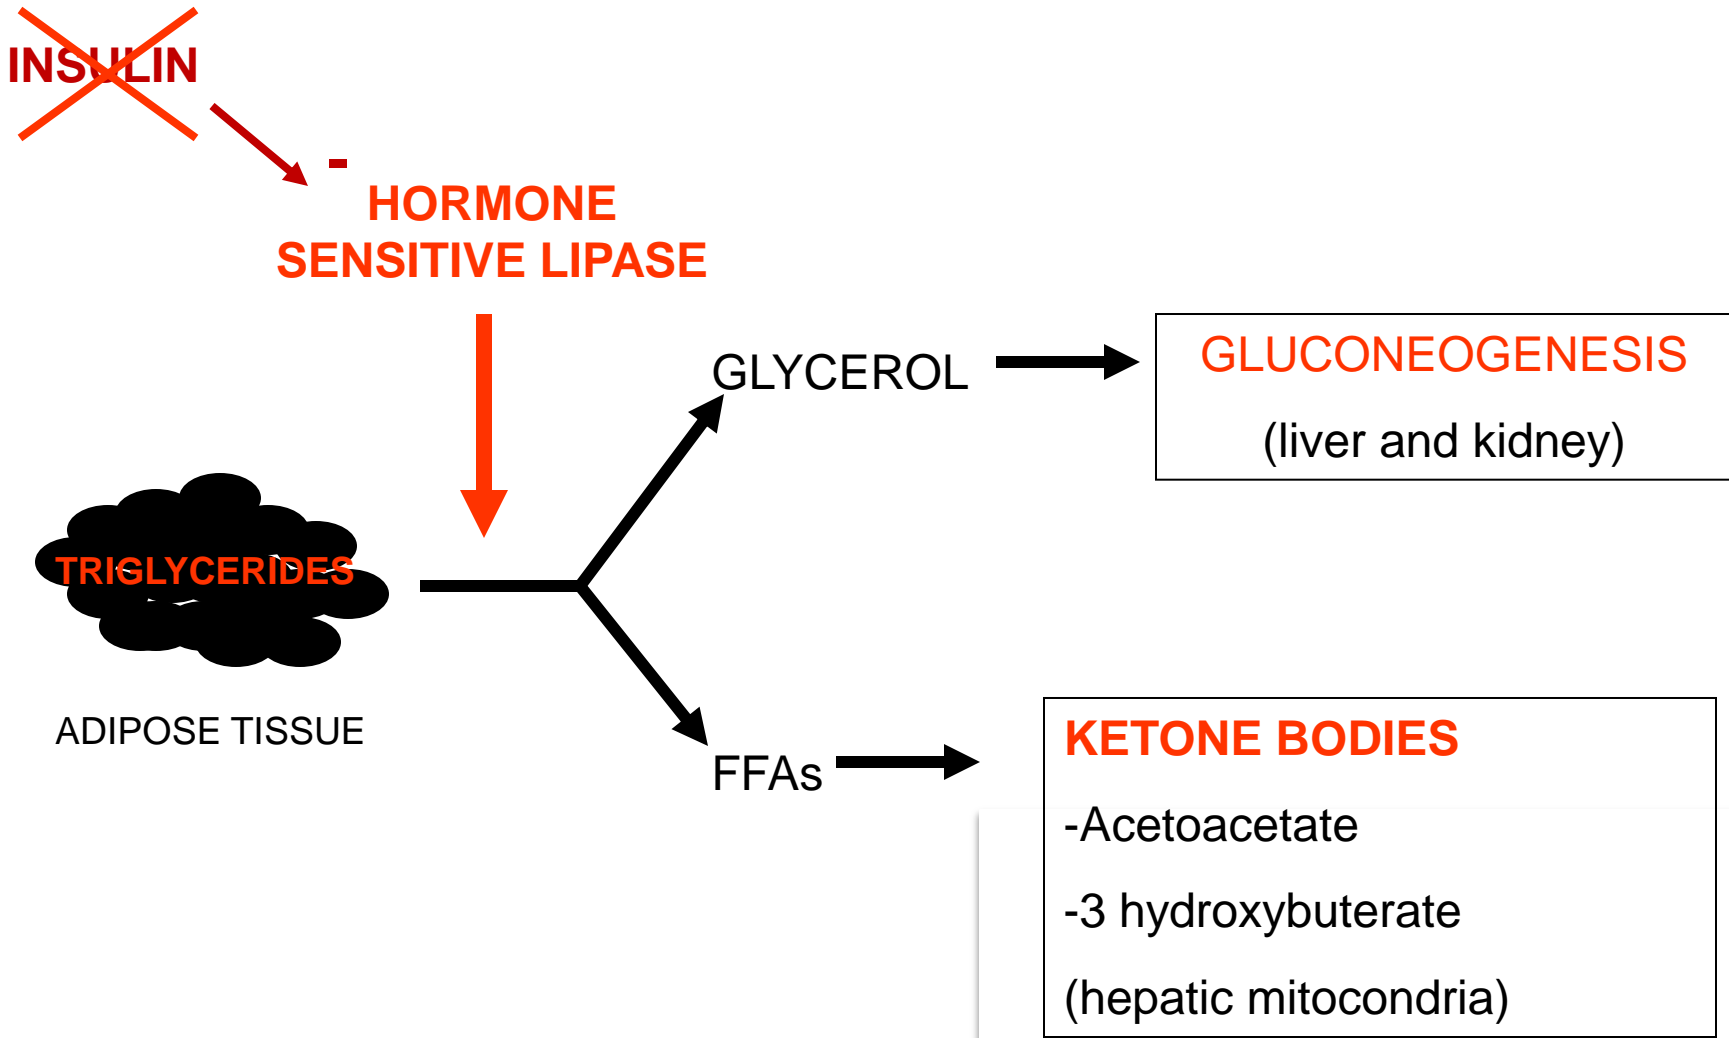 INSULIN
-
HORMONE
SENSITIVE LIPASE
GLYCEROL
GLUCONEOGENESIS
(liver and kidney)
TRIGLYCERIDES
ADIPOSE TISSUE
FFAs
KETONE BODIES
-Acetoacetate
-3 hydroxybuterate
(hepatic mitocondria)